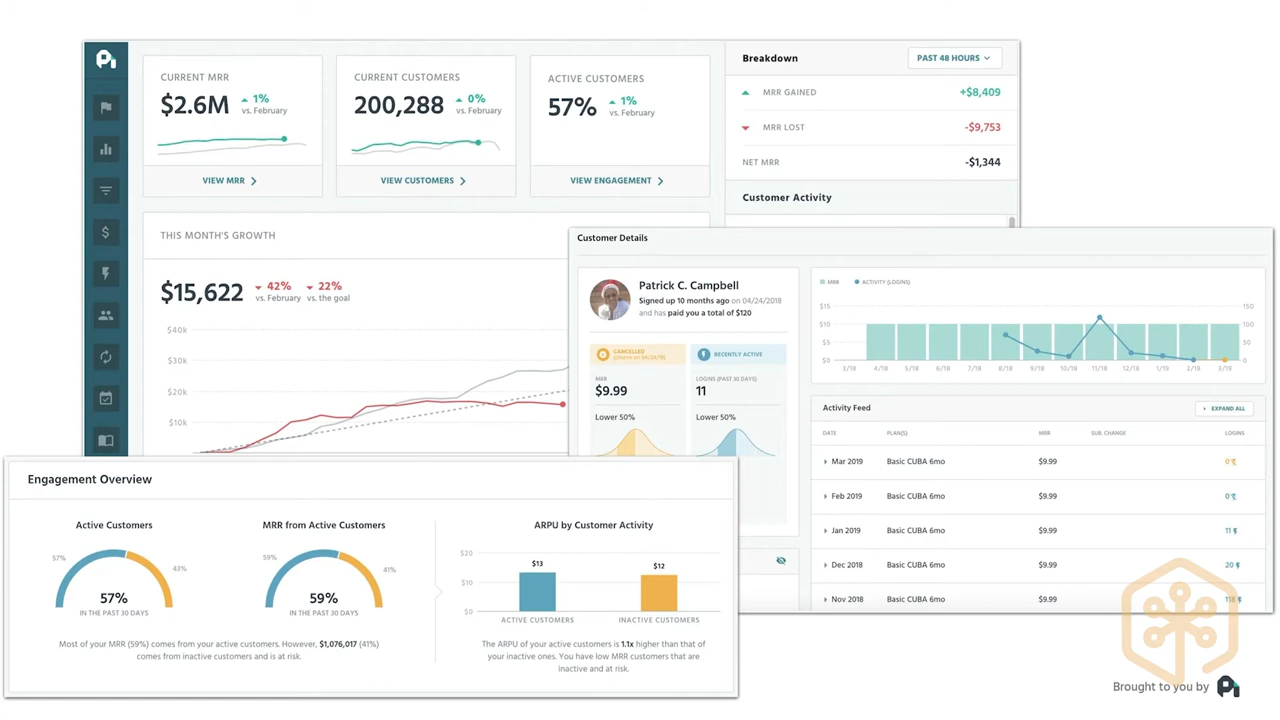 CURRENT MRR
$2.6M
1%
vs. February
VIEW MRR
CURRENT CUSTOMERS
200,288
0%
vs. February
VIEW CUSTOMERS
ACTIVE CUSTOMERS
57%
1%
vs. February
VIEW ENGAGEMENT
Breakdown
PAST 48 HOURS
MRR GAINED +$8,409
MRR LOST -$9,753
NET MRR -$1,344
Customer Activity
THIS MONTH'S GROWTH
$15,622
42% 22%
vs. February vs. the goal
$40k
$30k
$20k
$10k
Customer Details
Patrick C. Campbell
Signed up 10 months ago on 04/24/2018
and has paid you a total of $120
CANCELLED
RECENTLY ACTIVE
MRR
$9.99
Lower 50%
LOGINS (PAST 30 DAYS)
11
Lower 50%
MRR ACTIVITY (LOGINS)
$15 150
$10 100
$5 50
$0 0
3/18 4/18 5/18 6/18 7/18 8/18 9/18 10/18 11/18 12/18 1/19 2/19 3/19
Activity Feed
EXPAND ALL
DATE PLAN(S) MRR SUB. CHANGE LOGINS
Mar 2019 Basic CUBA 6mo $9.99 0
Feb 2019 Basic CUBA 6mo $9.99 0
Jan 2019 Basic CUBA 6mo $9.99 11
Dec 2018 Basic CUBA 6mo $9.99 20
Nov 2018 Basic CUBA 6mo $9.99 118
Engagement Overview
Active Customers
57% 43%
57%
IN THE PAST 30 DAYS
MRR from Active Customers
59% 41%
59%
IN THE PAST 30 DAYS
Most of your MRR (59%) comes from your active customers. However, $1,076,017 (41%)
comes from inactive customers and is at risk.
ARPU by Customer Activity
$20
$10
$0
$13
$12
ACTIVE CUSTOMERS INACTIVE CUSTOMERS
The ARPU of your active customers is 1.1x higher than that of
your inactive ones. You have low MRR customers that are
inactive and at risk.
Brought to you by